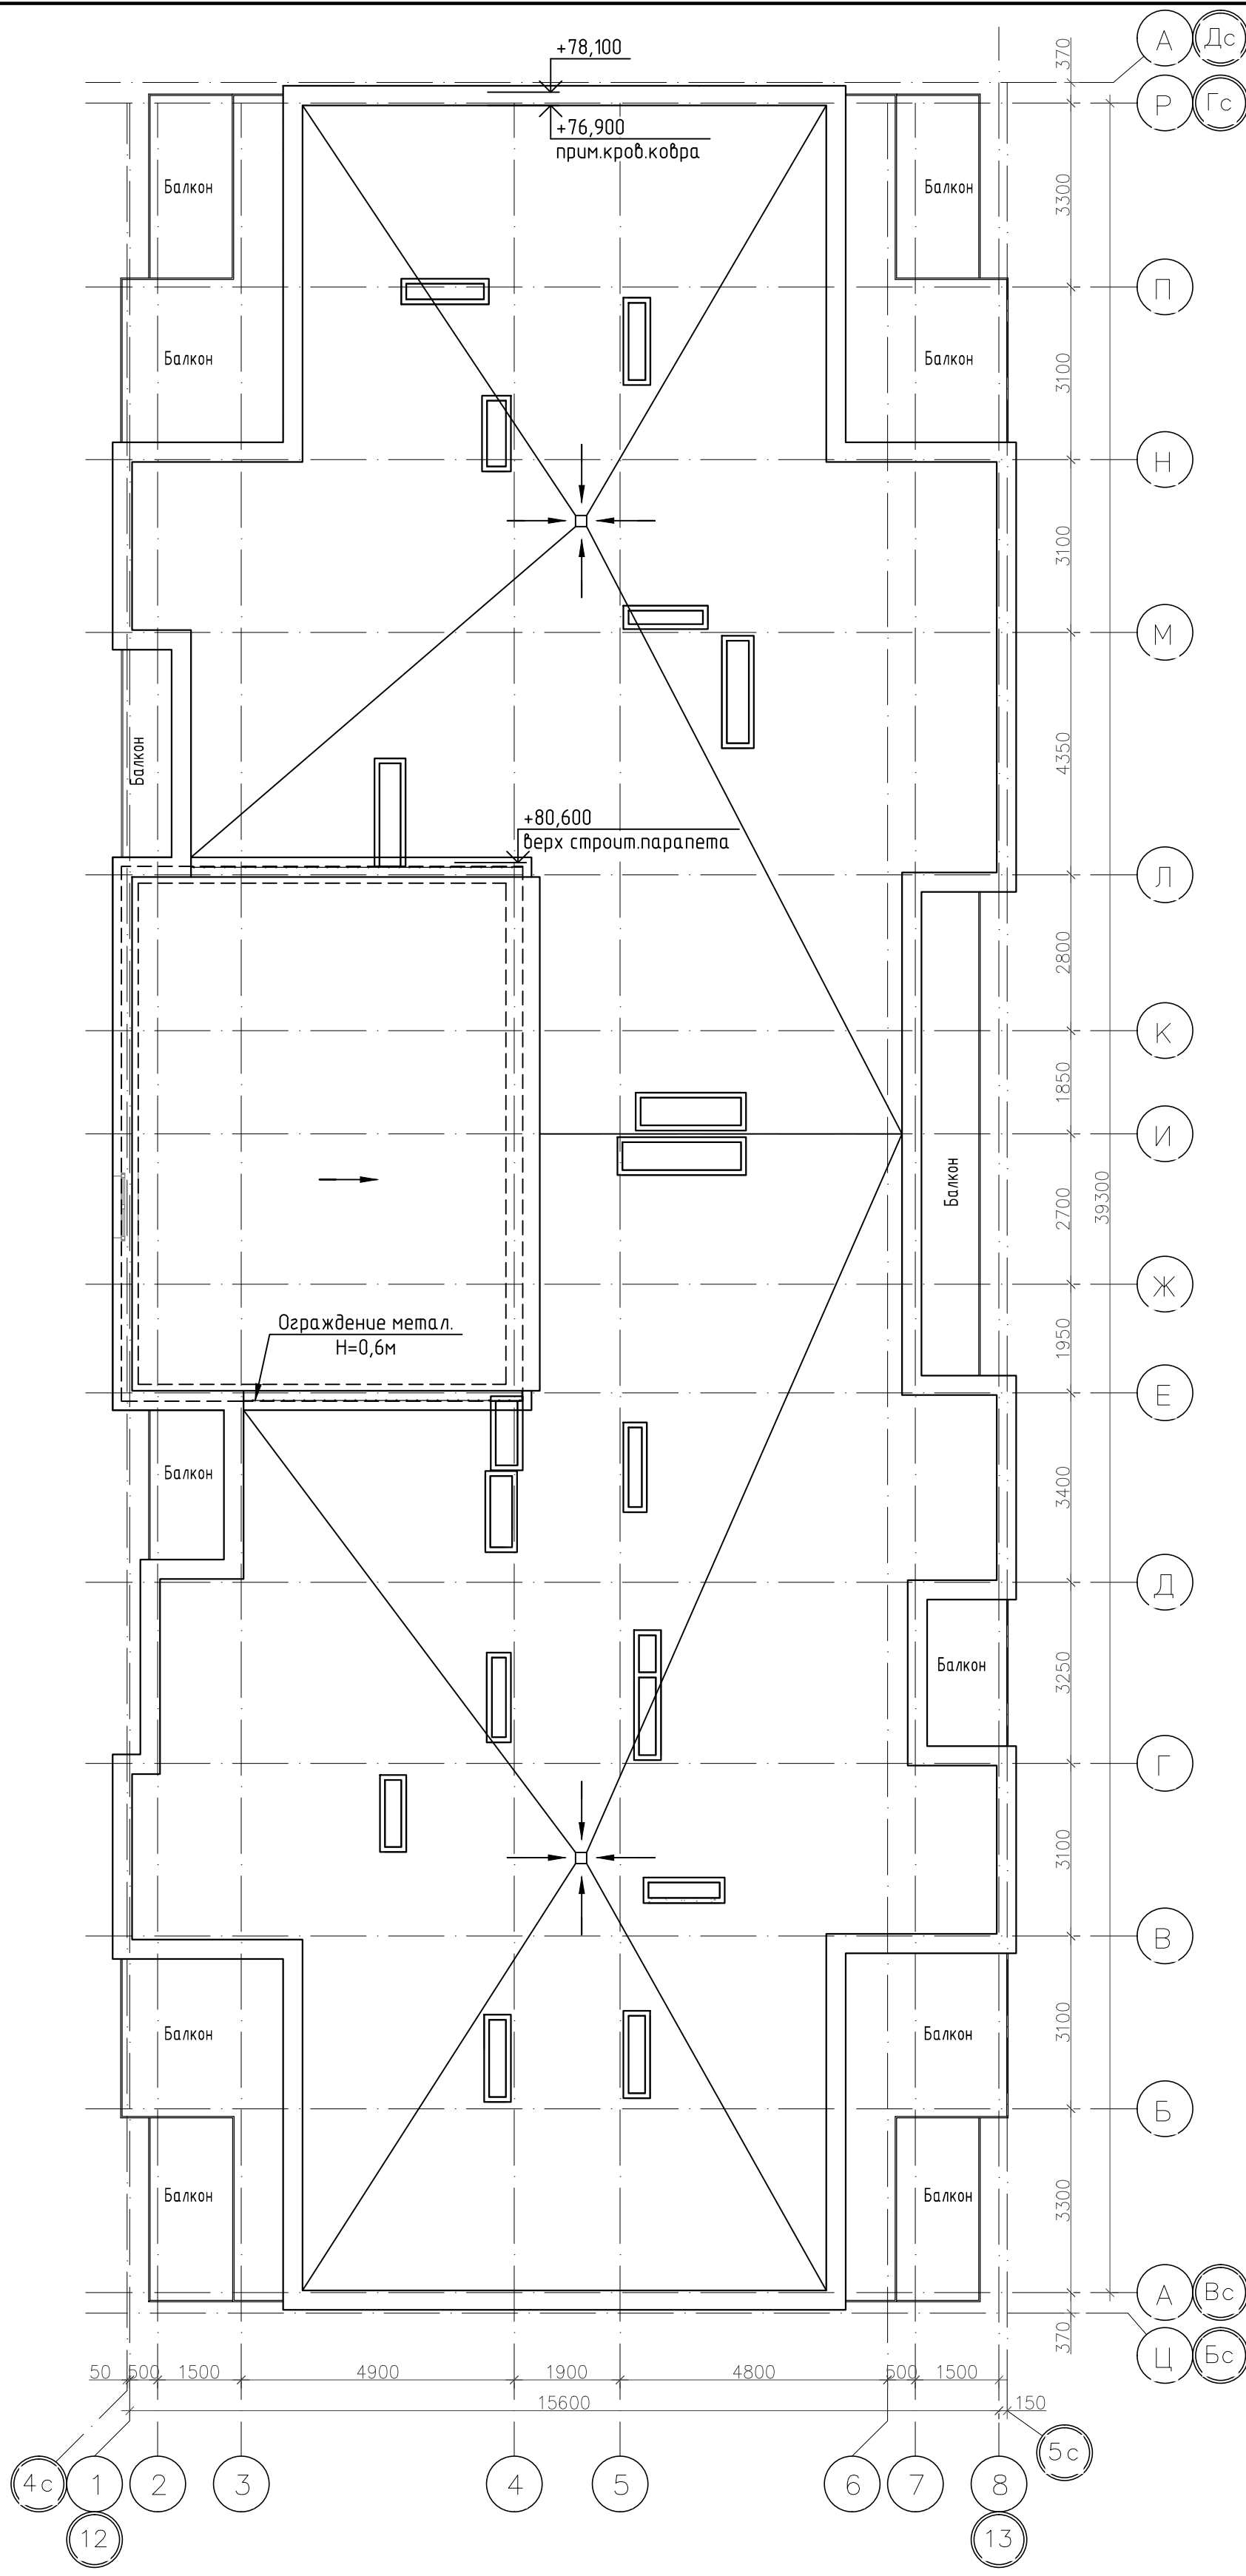 +78,100
+76,900
прим.кров.ковра
370
А
Дс
Р
Гс
Балкон
Балкон
3300
П
Балкон
Балкон
3100
Н
3100
М
Балкон
4350
+80,600
верх строит.парапета
Л
2800
К
1850
И
Балкон
2700
39300
Ж
Ограждение метал.
Н=0,6м
1950
Е
Балкон
3400
Д
Балкон
3250
Г
3100
В
Балкон
Балкон
3100
Б
Балкон
Балкон
3300
А
Вс
370
Ц
Бс
50
500
1500
4900
1900
4800
500
1500
15600
150
4с
1
2
3
4
5
6
7
8
5с
12
13